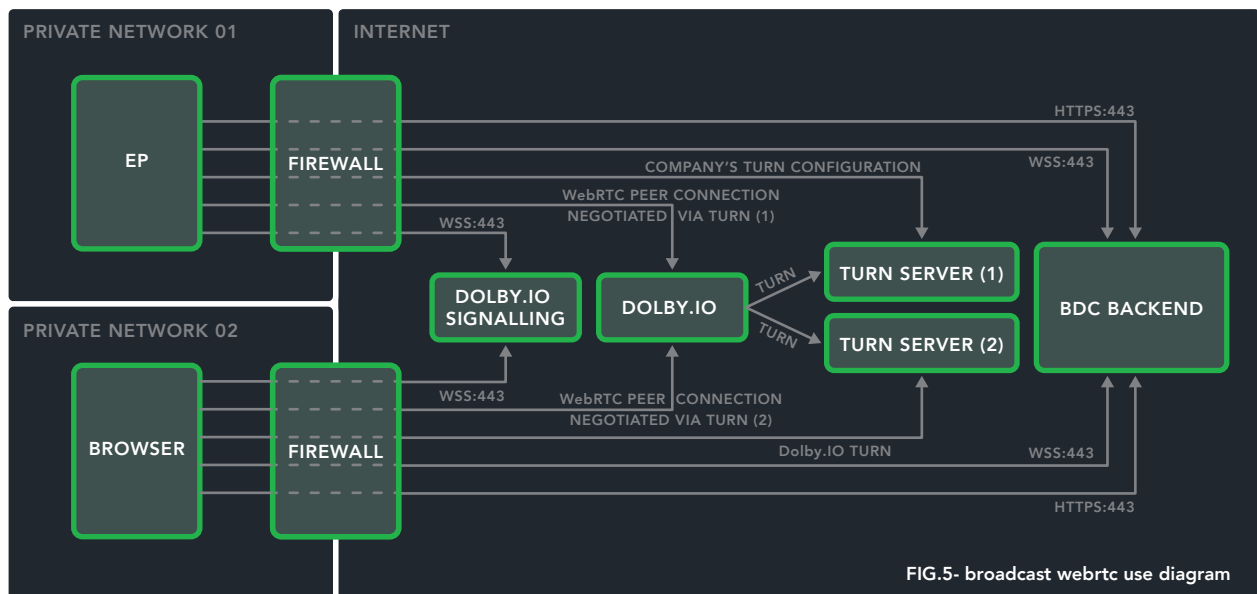 PRIVATE NETWORK 01
INTERNET
HTTPS:443
EP
FIREWALL
WSS:443
COMPANY'S TURN CONFIGURATION
WebRTC PEER CONNECTION
NEGOTIATED VIA TURN (1)
WSS:443
TURN
TURN SERVER (1)
DOLBY.IO
SIGNALLING
DOLBY.IO
BDC BACKEND
PRIVATE NETWORK 02
TURN
TURN SERVER (2)
WSS:443
WebRTC PEER CONNECTION
NEGOTIATED VIA TURN (2)
BROWSER
FIREWALL
Dolby.IO TURN
WSS:443
HTTPS:443
FIG.5- broadcast webrtc use diagram